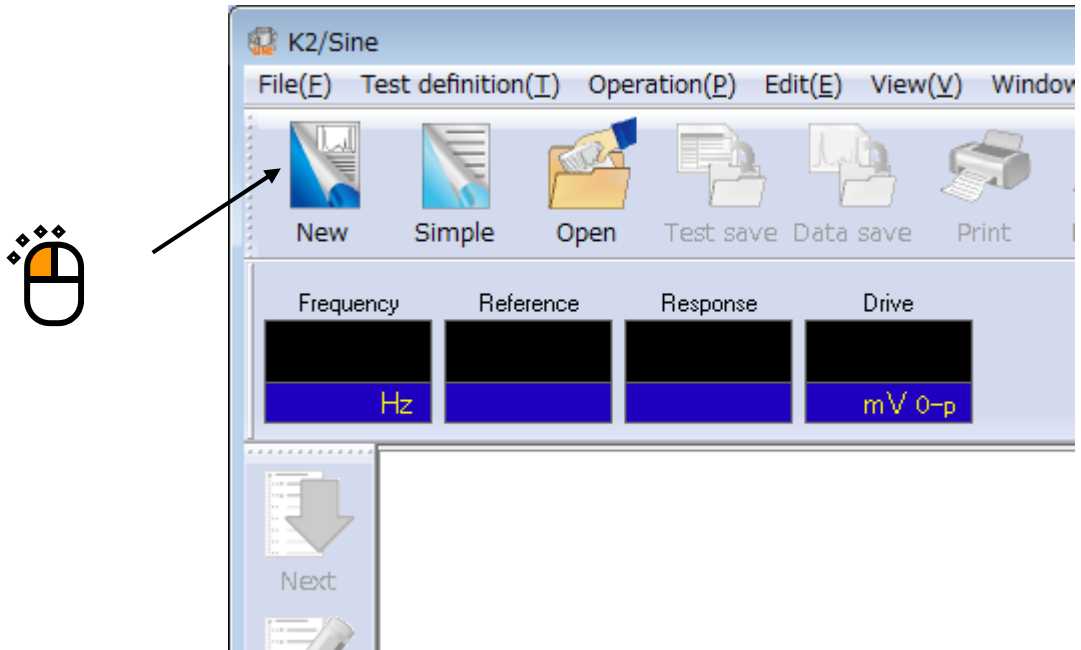 K2/Sine
File(F) Test definition(T) Operation(P) Edit(E) View(V) Window
New Simple Open Test save Data save Print
Frequency Reference Response Drive
Hz mV 0-p
Next